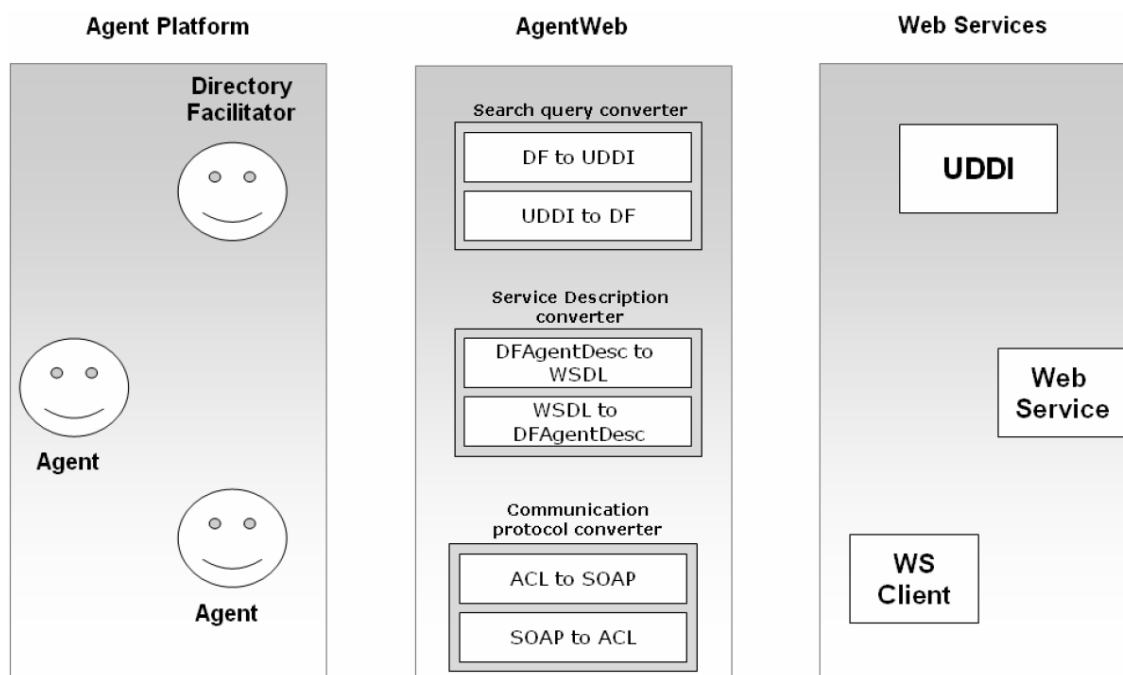 Agent Platform
AgentWeb
Web Services
Directory
Facilitator
Search query converter
DF to UDDI
UDDI to DF
UDDI
Service Description
converter
DFAgentDesc to
WSDL
WSDL to
DFAgentDesc
Agent
Web
Service
Communication
protocol converter
ACL to SOAP
SOAP to ACL
Agent
WS
Client